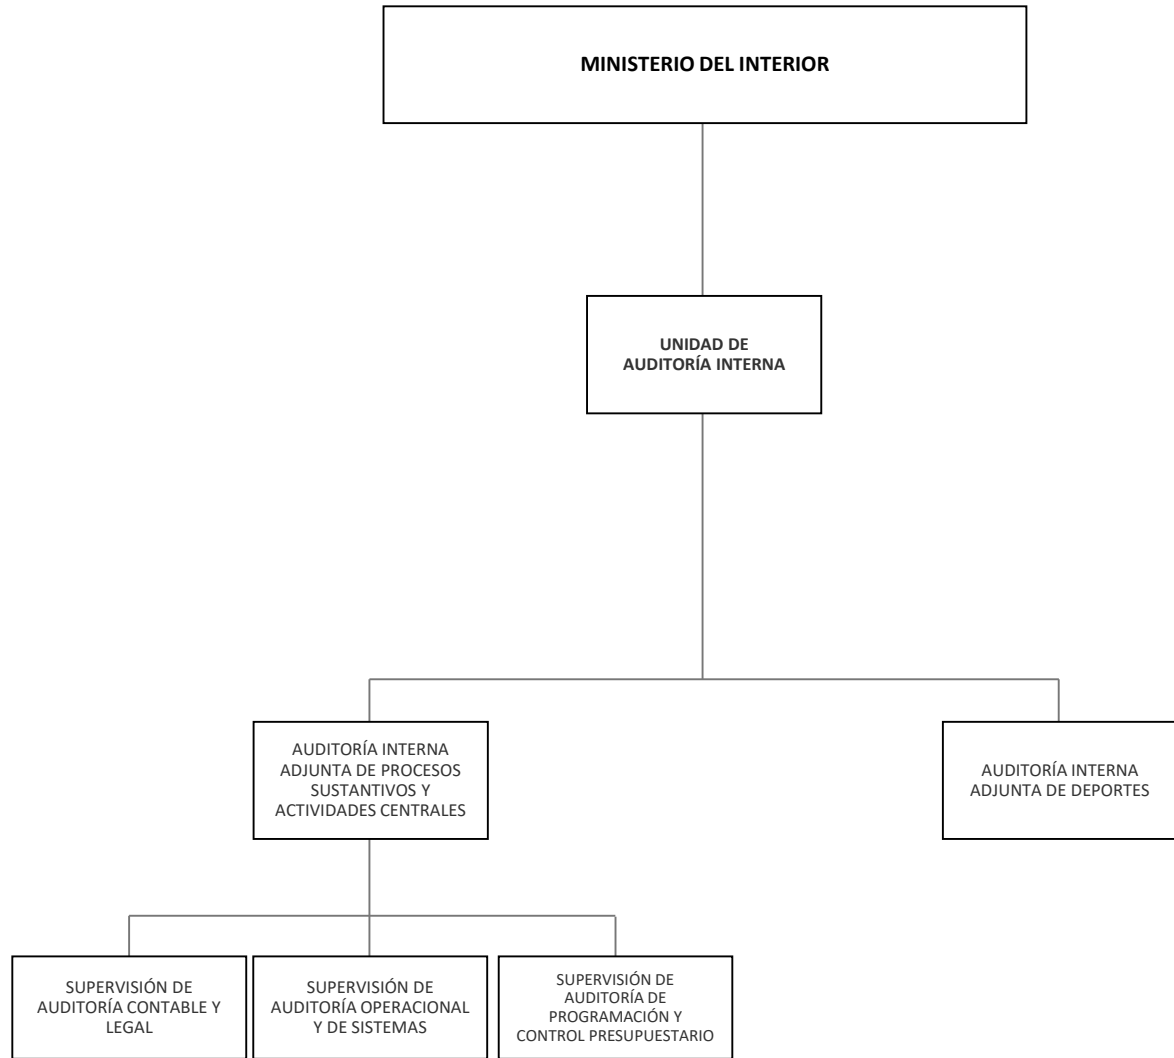 MINISTERIO DEL INTERIOR
UNIDAD DE
AUDITORÍA INTERNA
AUDITORÍA INTERNA
ADJUNTA DE PROCESOS
SUSTANTIVOS Y
ACTIVIDADES CENTRALES
AUDITORÍA INTERNA
ADJUNTA DE DEPORTES
SUPERVISIÓN DE
AUDITORÍA CONTABLE Y
LEGAL
SUPERVISIÓN DE
AUDITORÍA OPERACIONAL
Y DE SISTEMAS
SUPERVISIÓN DE
AUDITORÍA DE
PROGRAMACIÓN Y
CONTROL PRESUPUESTARIO